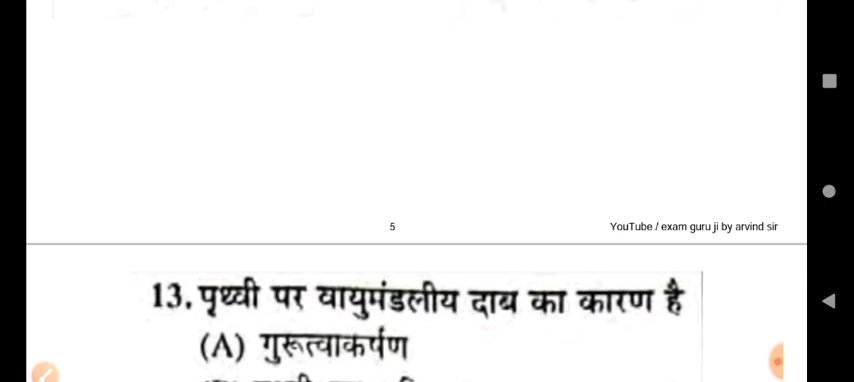 5
YouTube / exam guru ji by arvind sir
13. पृथ्वी पर वायुमंडलीय दाब का कारण है
(A) गुरूत्वाकर्षण